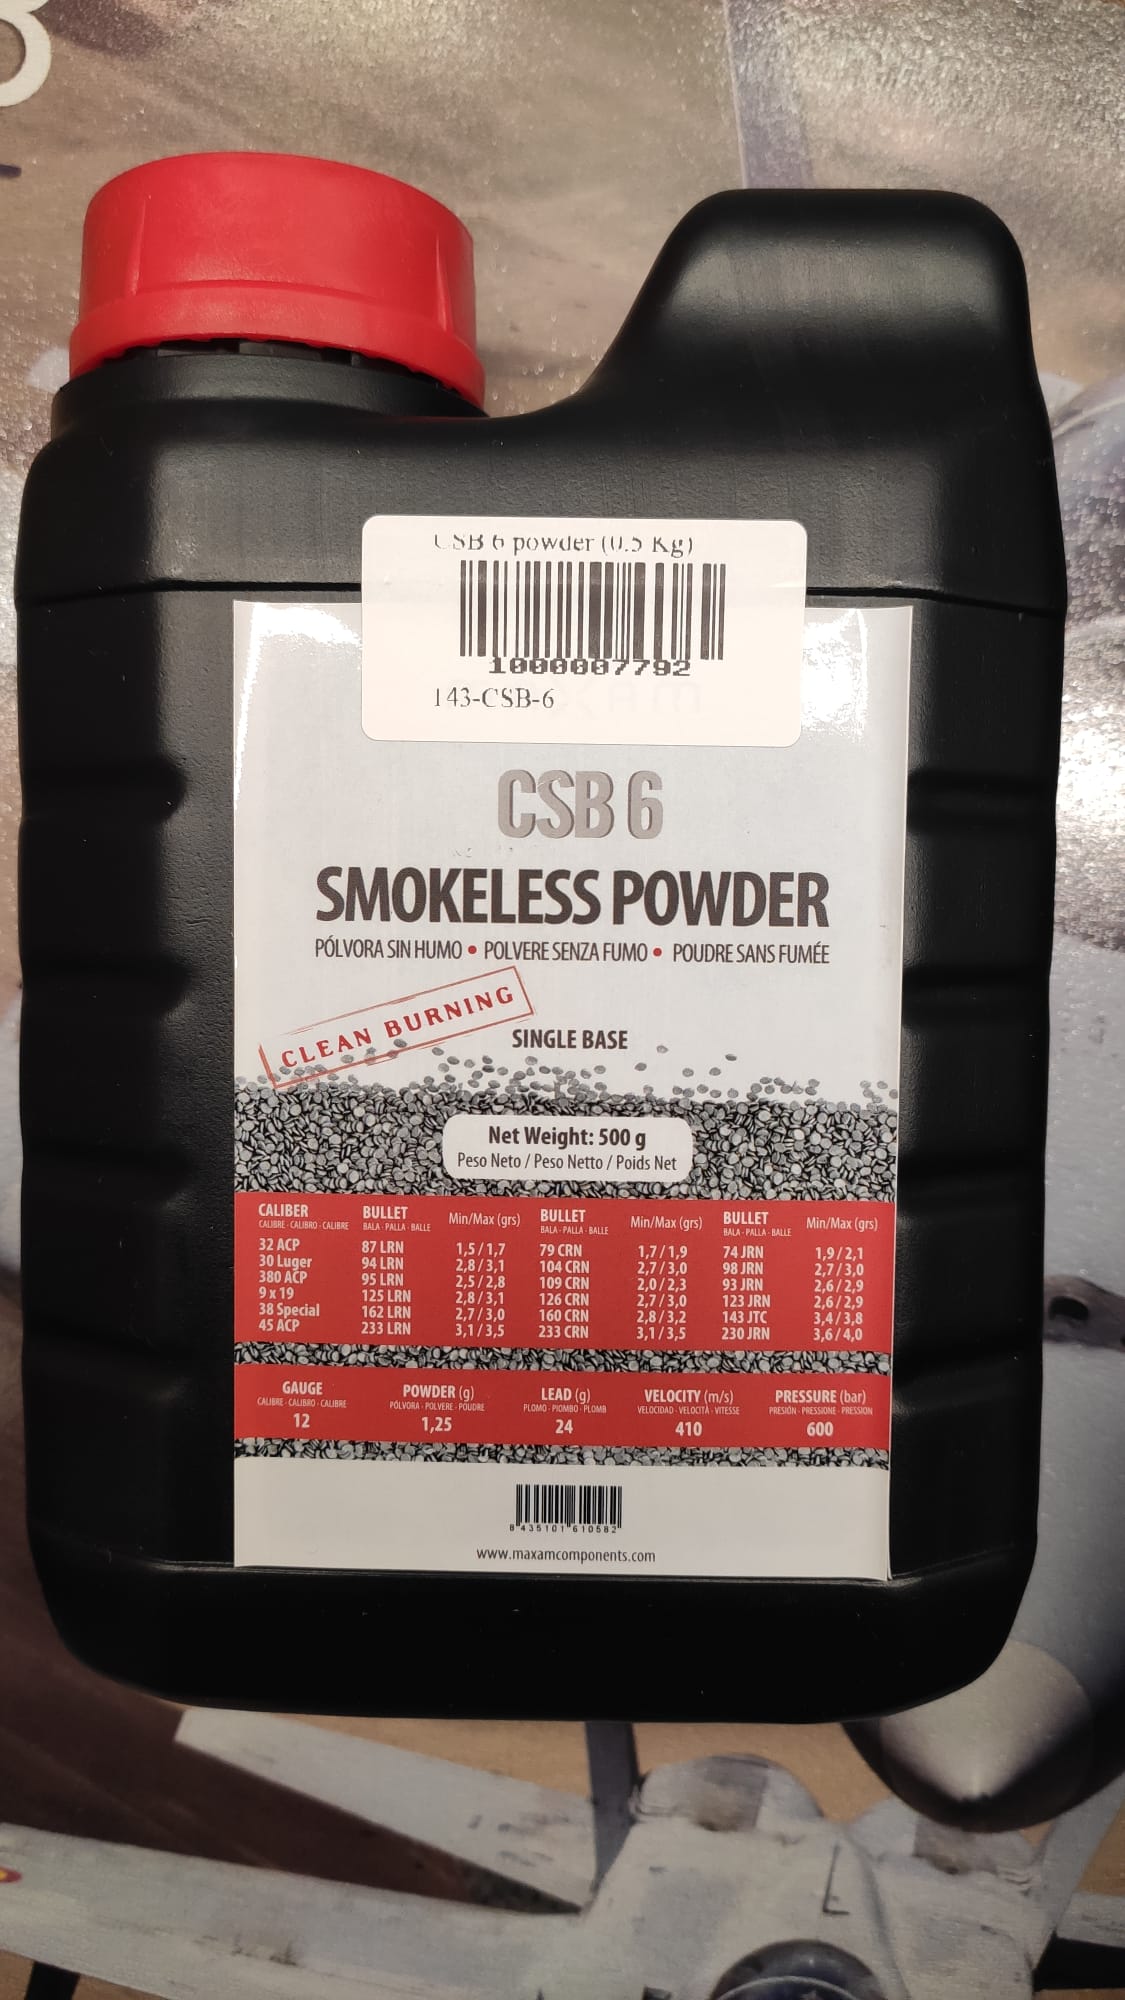 CSB 6 powder (0.5 Kg)
1000007792
143-CSB-6
CSB 6
SMOKELESS POWDER
PÓLVORA SIN HUMO • POLVERE SENZA FUMO • POUDRE SANS FUMÉE
CLEAN BURNING
SINGLE BASE
Net Weight: 500 g
Peso Neto / Peso Netto / Poids Net
CALIBER BULLET Min/Max (grs) BULLET Min/Max (grs) BULLET Min/Max (grs)
CALIBRE - CALIBRO - CALIBRE BALA - PALLA - BALLE BALA - PALLA - BALLE BALA - PALLA - BALLE
32 ACP 87 LRN 1,5 / 1,7 79 CRN 1,7 / 1,9 74 JRN 1,9 / 2,1
30 Luger 94 LRN 2,8 / 3,1 104 CRN 2,7 / 3,0 98 JRN 2,7 / 3,0
380 ACP 95 LRN 2,5 / 2,8 109 CRN 2,0 / 2,3 93 JRN 2,6 / 2,9
9 x 19 125 LRN 2,8 / 3,1 126 CRN 2,7 / 3,0 123 JRN 2,6 / 2,9
38 Special 162 LRN 2,7 / 3,0 160 CRN 2,8 / 3,2 143 JTC 3,4 / 3,8
45 ACP 233 LRN 3,1 / 3,5 233 CRN 3,1 / 3,5 230 JRN 3,6 / 4,0
GAUGE POWDER (g) LEAD (g) VELOCITY (m/s) PRESSURE (bar)
CALIBRE - CALIBRO - CALIBRE PÓLVORA - POLVERE - POUDRE PLOMO - PIOMBO - PLOMB VELOCIDAD - VELOCITÀ - VITESSE PRESIÓN - PRESSIONE - PRESSION
12 1,25 24 410 600
8 435101 610582
www.maxamcomponents.com